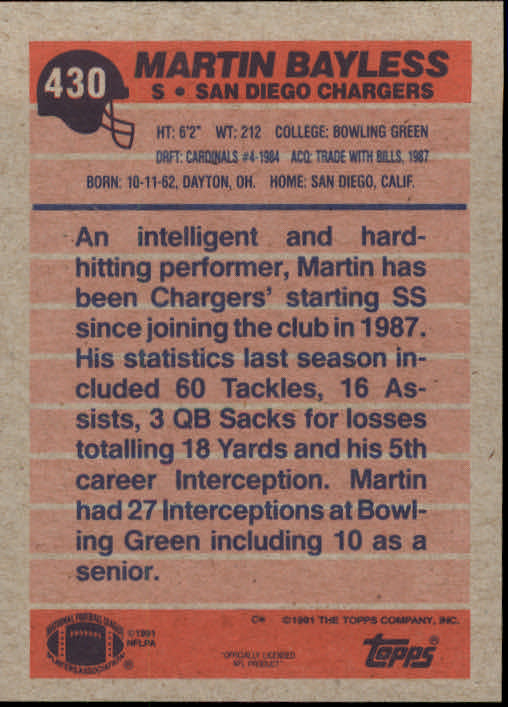 430
MARTIN BAYLESS
S • SAN DIEGO CHARGERS
HT: 6'2" WT: 212 COLLEGE: BOWLING GREEN
DRFT: CARDINALS #4-1984 ACQ: TRADE WITH BILLS, 1987
BORN: 10-11-62, DAYTON, OH. HOME: SAN DIEGO, CALIF.
An intelligent and hard-
hitting performer, Martin has
been Chargers' starting SS
since joining the club in 1987.
His statistics last season in-
cluded 60 Tackles, 16 As-
sists, 3 QB Sacks for losses
totalling 18 Yards and his 5th
career Interception. Martin
had 27 Interceptions at Bowl-
ing Green including 10 as a
senior.
NATIONAL FOOTBALL LEAGUE
PLAYERS ASSOCIATION
®
©1991
NFLPA
C* ©1991 THE TOPPS COMPANY, INC.
"OFFICIALLY LICENSED
NFL PRODUCT"
topps®